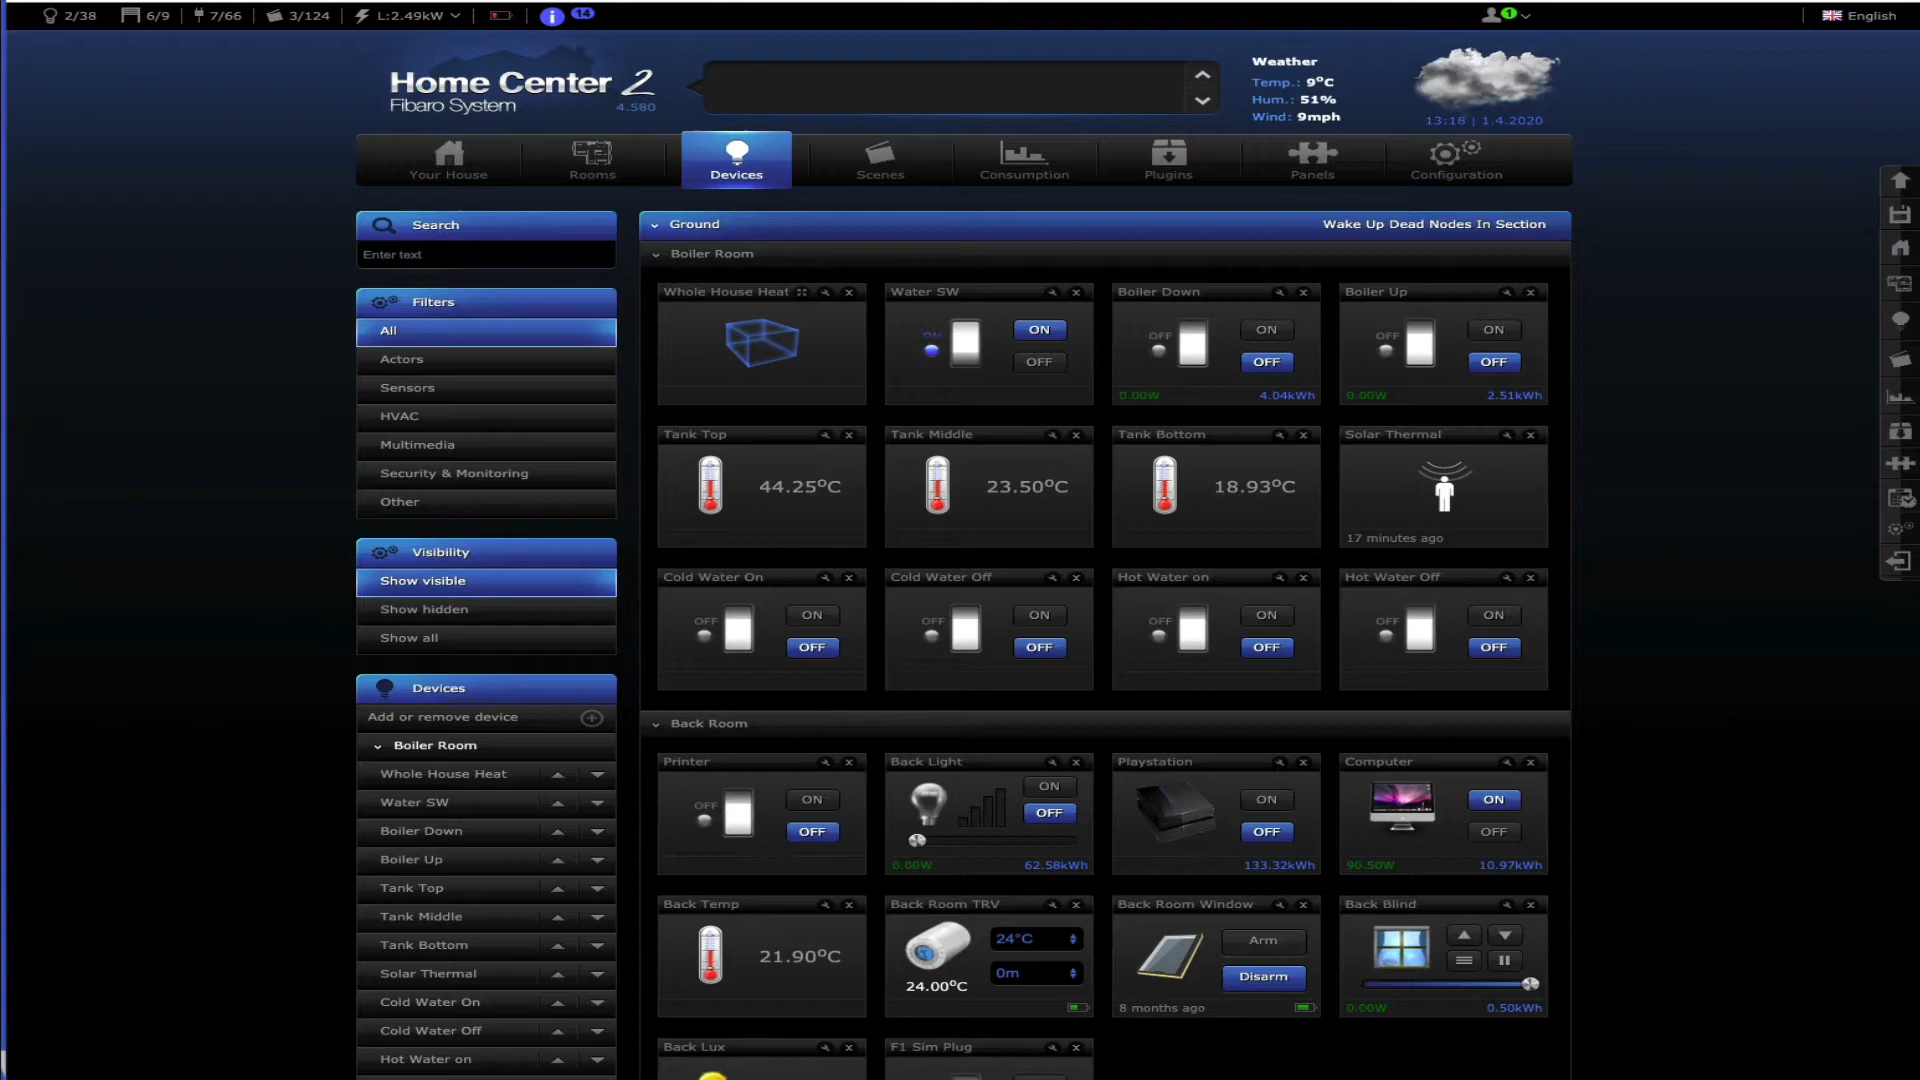 2/38 6/9 7/66 3/124 L:2.49kW i 14 1 English
Home Center 2
Fibaro System 4.580
Weather
Temp.: 9°C
Hum.: 51%
Wind: 9mph
13:18 | 1.4.2020
Your House Rooms Devices Scenes Consumption Plugins Panels Configuration
Search
Enter text
Filters
All
Actors
Sensors
HVAC
Multimedia
Security & Monitoring
Other
Visibility
Show visible
Show hidden
Show all
Devices
Add or remove device
Boiler Room
Whole House Heat
Water SW
Boiler Down
Boiler Up
Tank Top
Tank Middle
Tank Bottom
Solar Thermal
Cold Water On
Cold Water Off
Hot Water on
Ground Wake Up Dead Nodes In Section
Boiler Room
Whole House Heat Water SW Boiler Down Boiler Up
ON ON OFF ON OFF ON
OFF OFF OFF
0.00W 4.04kWh 0.00W 2.51kWh
Tank Top Tank Middle Tank Bottom Solar Thermal
44.25°C 23.50°C 18.93°C
17 minutes ago
Cold Water On Cold Water Off Hot Water on Hot Water Off
OFF ON OFF ON OFF ON OFF ON
OFF OFF OFF OFF
Back Room
Printer Back Light Playstation Computer
OFF ON ON ON ON
OFF OFF OFF OFF
0.00W 62.58kWh 133.32kWh 90.50W 10.97kWh
Back Temp Back Room TRV Back Room Window Back Blind
21.90°C 24°C Arm
0m Disarm
24.00°C
8 months ago 0.00W 0.50kWh
Back Lux F1 Sim Plug